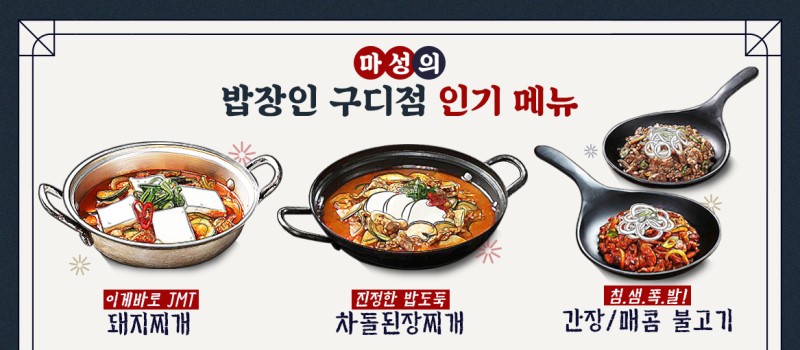 마성의
밥장인 구디점 인기 메뉴
이게바로 JMT
돼지찌개
진정한 밥도둑
차돌된장찌개
침.샘.폭.발!
간장/매콤 불고기